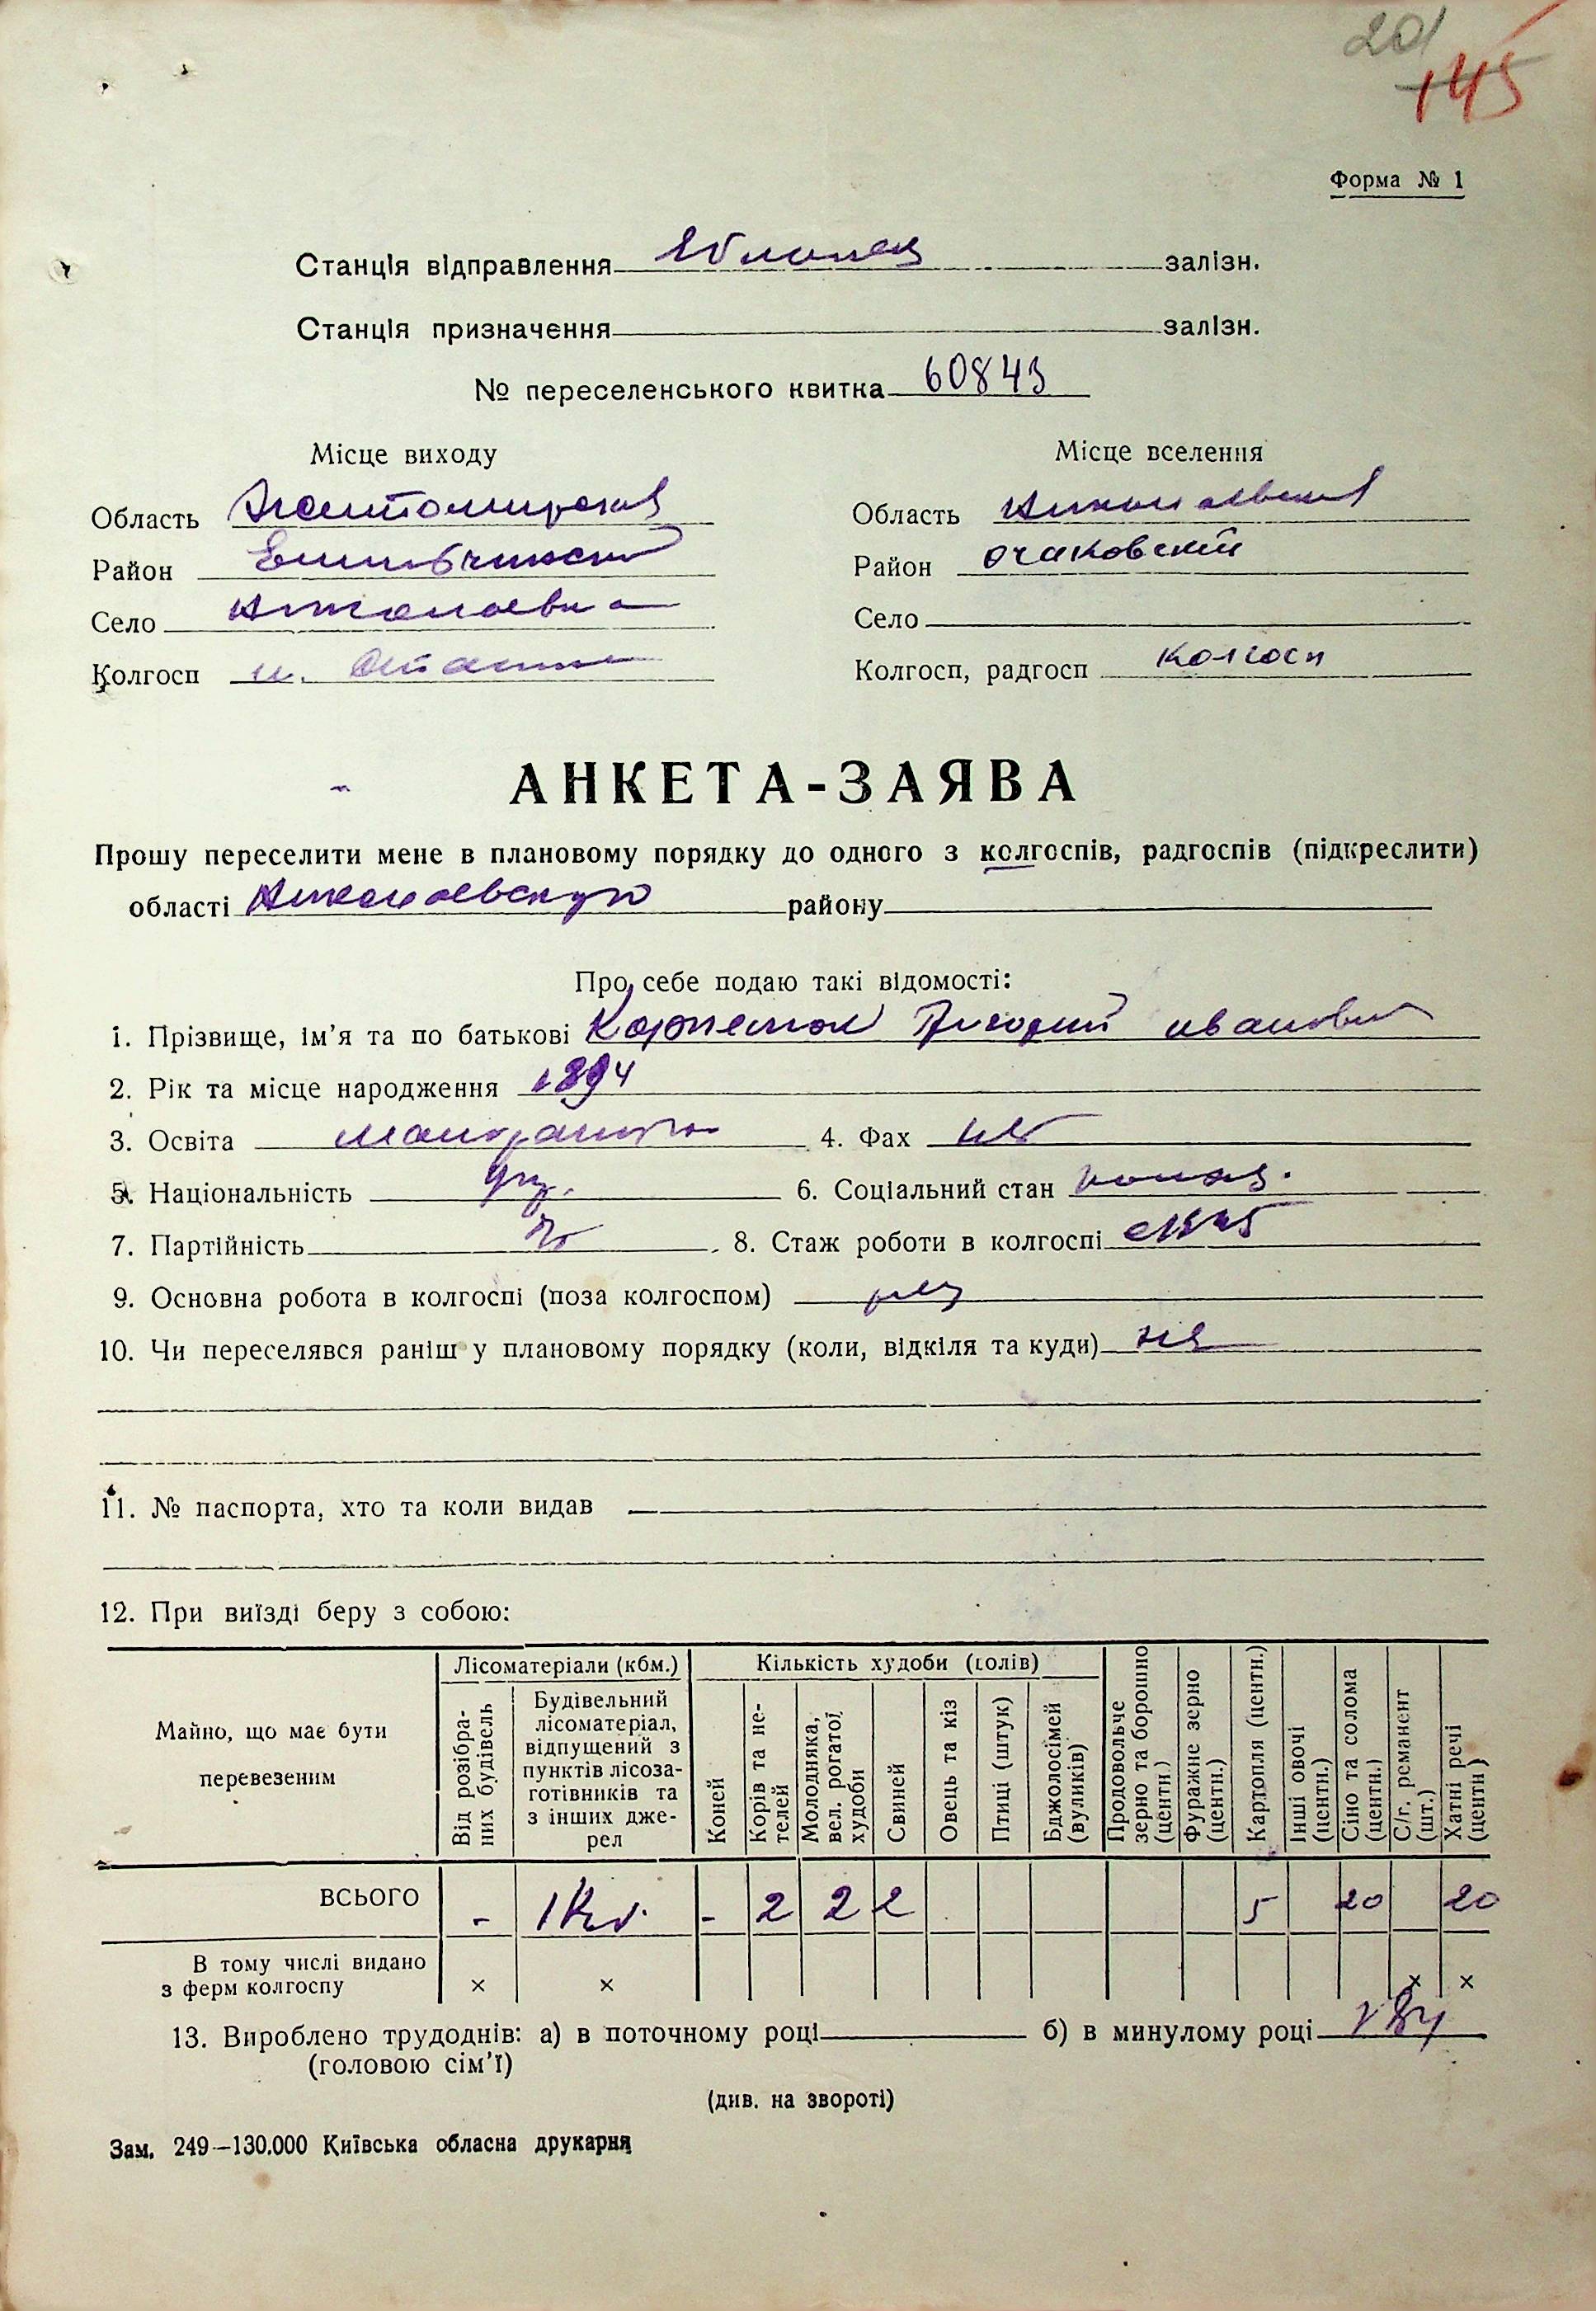 201
145
Форма № 1
Станція відправлення залізн.
Станція призначення залізн.
№ переселенського квитка 60843
Місце виходу Місце вселення
Область Житомирская Область Николаевская
Район Район Очаковский
Село Николаевка Село
Колгосп Колгосп, радгосп колгосп
АНКЕТА-ЗАЯВА
Прошу переселити мене в плановому порядку до одного з колгоспів, радгоспів (підкреслити)
області Николаевскую району
Про себе подаю такі відомості:
1. Прізвище, ім'я та по батькові Иванович
2. Рік та місце народження 1894
3. Освіта 4. Фах нет
5. Національність укр. 6. Соціальний стан
7. Партійність 8. Стаж роботи в колгоспі
9. Основна робота в колгоспі (поза колгоспом)
10. Чи переселявся раніш у плановому порядку (коли, відкіля та куди)
11. № паспорта, хто та коли видав
12. При виїзді беру з собою:
Майно, що має бути перевезеним
Лісоматеріали (кбм.)
Від розібраних будівель
Будівельний лісоматеріал, відпущений з пунктів лісозаготівників та з інших джерел
Кількість худоби (голів)
Коней
Корів та нетелей
Молодняка, вел. рогатої худоби
Свиней
Овець та кіз
Птиці (штук)
Бджолосімей (вуликів)
Продовольче зерно та борошно (центн.)
Фуражне зерно (центн.)
Картопля (центн.)
Інші овочі (центн.)
Сіно та солома (центн.)
С/г. реманент (шт.)
Хатні речі (центн.)
ВСЬОГО - - 2 2 2 5 20 20
В тому числі видано
з ферм колгоспу × × × ×
13. Вироблено трудоднів: а) в поточному році б) в минулому році
(головою сім'ї)
(див. на звороті)
Зам. 249—130.000 Київська обласна друкарня